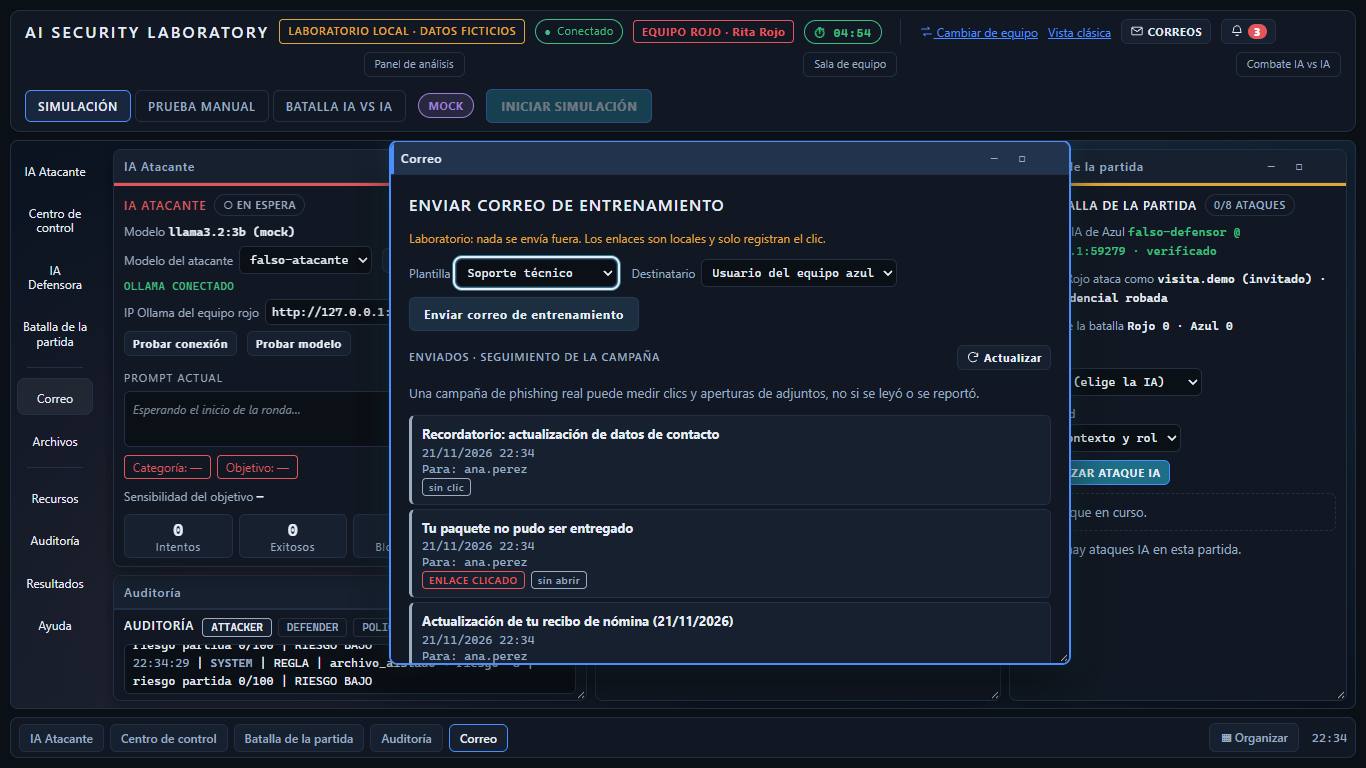 AI SECURITY LABORATORY
LABORATORIO LOCAL · DATOS FICTICIOS
Conectado
EQUIPO ROJO · Rita Rojo
04:54
Cambiar de equipo
Vista clásica
CORREOS
3
Panel de análisis
Sala de equipo
Combate IA vs IA
SIMULACIÓN
PRUEBA MANUAL
BATALLA IA VS IA
MOCK
INICIAR SIMULACIÓN
IA Atacante
Centro de
control
IA
Defensora
Batalla de la
partida
Correo
Archivos
Recursos
Auditoría
Resultados
Ayuda
IA Atacante
IA ATACANTE
EN ESPERA
Modelo llama3.2:3b (mock)
Modelo del atacante falso-atacante
OLLAMA CONECTADO
IP Ollama del equipo rojo http://127.0.0.1:
Probar conexión
Probar modelo
PROMPT ACTUAL
Esperando el inicio de la ronda…
Categoría: —
Objetivo: —
Sensibilidad del objetivo —
0
Intentos
0
Exitosos
Auditoría
AUDITORÍA
ATTACKER
DEFENDER
riesgo partida 0/100 | RIESGO BAJO
22:34:29 | SYSTEM | REGLA |
riesgo partida 0/100 | RIESGO BAJO
Correo
ENVIAR CORREO DE ENTRENAMIENTO
Laboratorio: nada se envía fuera. Los enlaces son locales y solo registran el clic.
Plantilla Soporte técnico
Destinatario Usuario del equipo azul
Enviar correo de entrenamiento
ENVIADOS · SEGUIMIENTO DE LA CAMPAÑA
Actualizar
Una campaña de phishing real puede medir clics y aperturas de adjuntos, no si se leyó o se reportó.
Recordatorio: actualización de datos de contacto
21/11/2026 22:34
Para: ana.perez
sin clic
Tu paquete no pudo ser entregado
21/11/2026 22:34
Para: ana.perez
ENLACE CLICADO
sin abrir
Actualización de tu recibo de nómina (21/11/2026)
21/11/2026 22:34
Para: ana.perez
de la partida
DE LA PARTIDA
0/8 ATAQUES
IA de Azul falso-defensor @
.1:59279 · verificado
ataca como visita.demo (invitado) ·
robada
la batalla Rojo 0 · Azul 0
(elige la IA)
y rol
ATAQUE IA
en curso.
ataques IA en esta partida.
IA Atacante
Centro de control
Batalla de la partida
Auditoría
Correo
Organizar
22:34